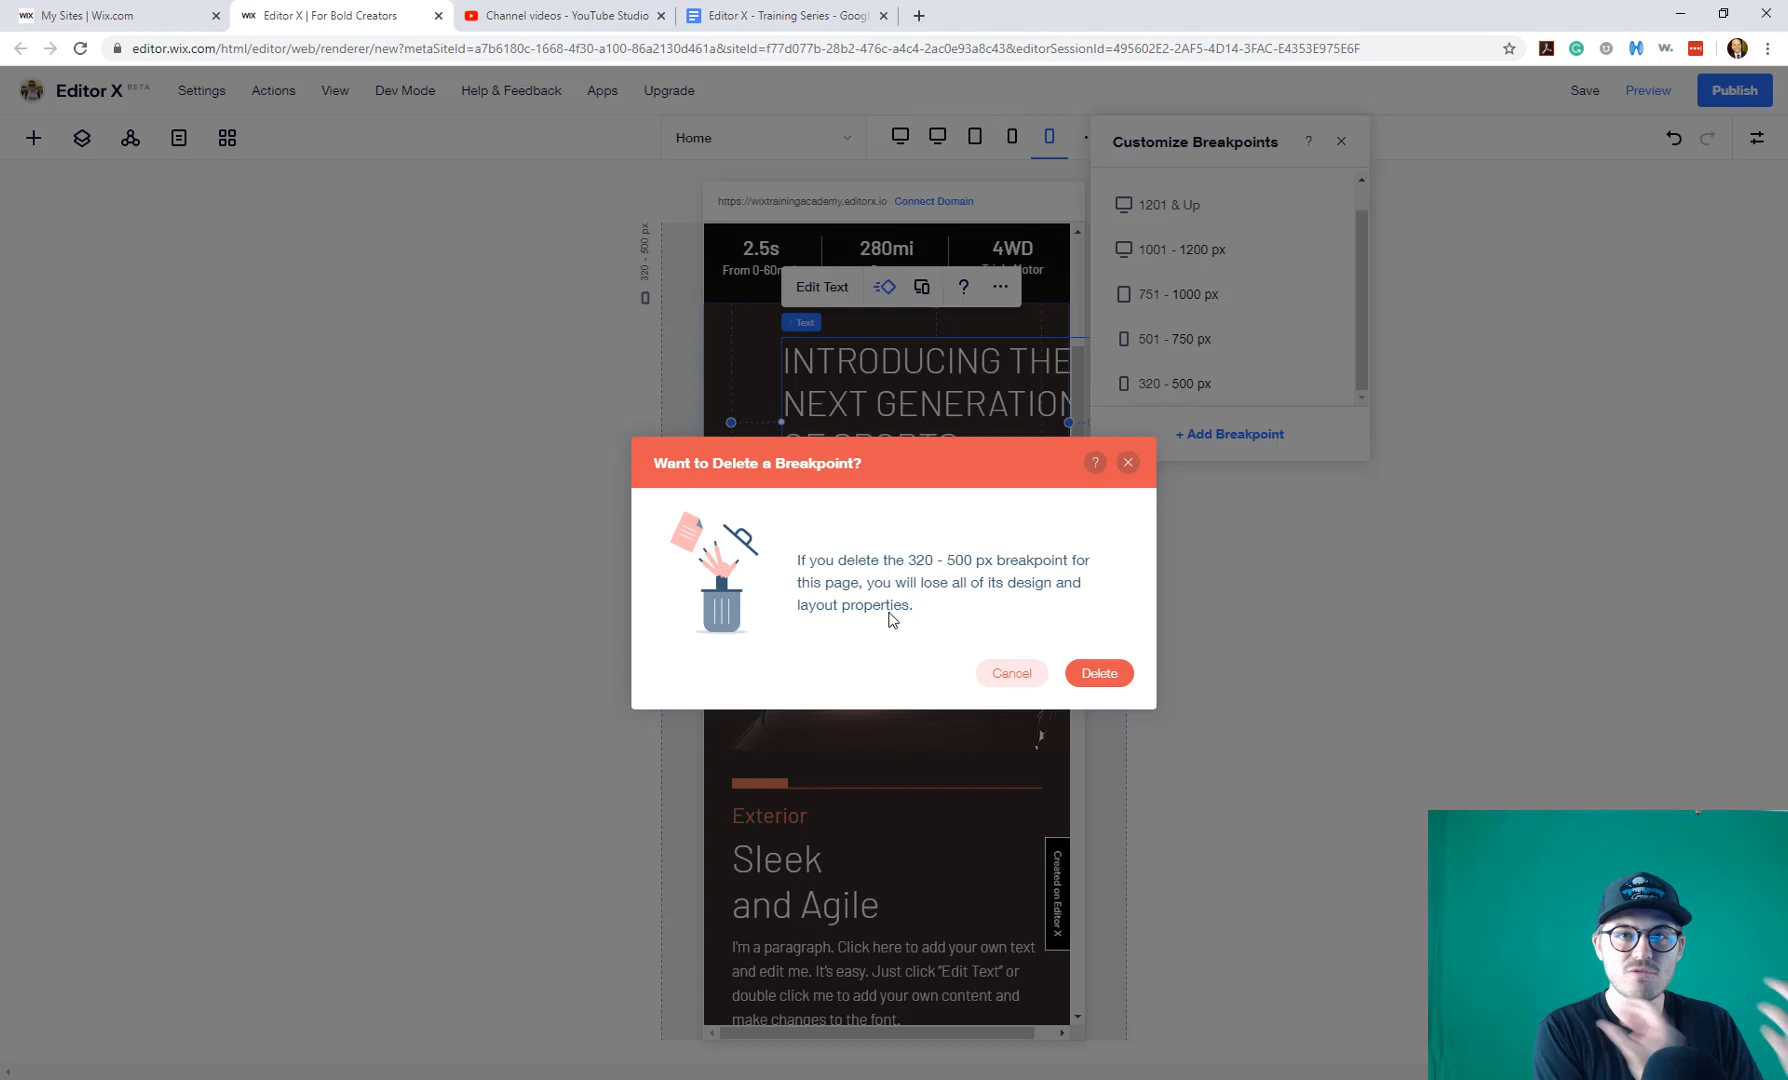 WIX My Sites | Wix.com
WIX Editor X | For Bold Creators
Channel videos - YouTube Studio
Editor X - Training Series - Googl
editor.wix.com/html/editor/web/renderer/new?metaSiteId=a7b6180c-1668-4f30-a100-86a2130d461a&siteId=f77d077b-28b2-476c-a4c4-2ac0e93a8c43&editorSessionId=495602E2-2AF5-4D14-3FAC-E4353E975E6F
Editor X BETA
Settings
Actions
View
Dev Mode
Help & Feedback
Apps
Upgrade
Save
Preview
Publish
Home
Customize Breakpoints
?
1201 & Up
1001 - 1200 px
751 - 1000 px
501 - 750 px
320 - 500 px
+ Add Breakpoint
https://wixtrainingacademy.editorx.io Connect Domain
320 - 500 px
2.5s
280mi
4WD
From 0-60m
Motor
Edit Text
?
Text
INTRODUCING THE
NEXT GENERATION
OF SPORTS
Want to Delete a Breakpoint?
?
If you delete the 320 - 500 px breakpoint for
this page, you will lose all of its design and
layout properties.
Cancel
Delete
Exterior
Sleek
and Agile
I'm a paragraph. Click here to add your own text
and edit me. It's easy. Just click "Edit Text" or
double click me to add your own content and
make changes to the font.
Created on Editor X